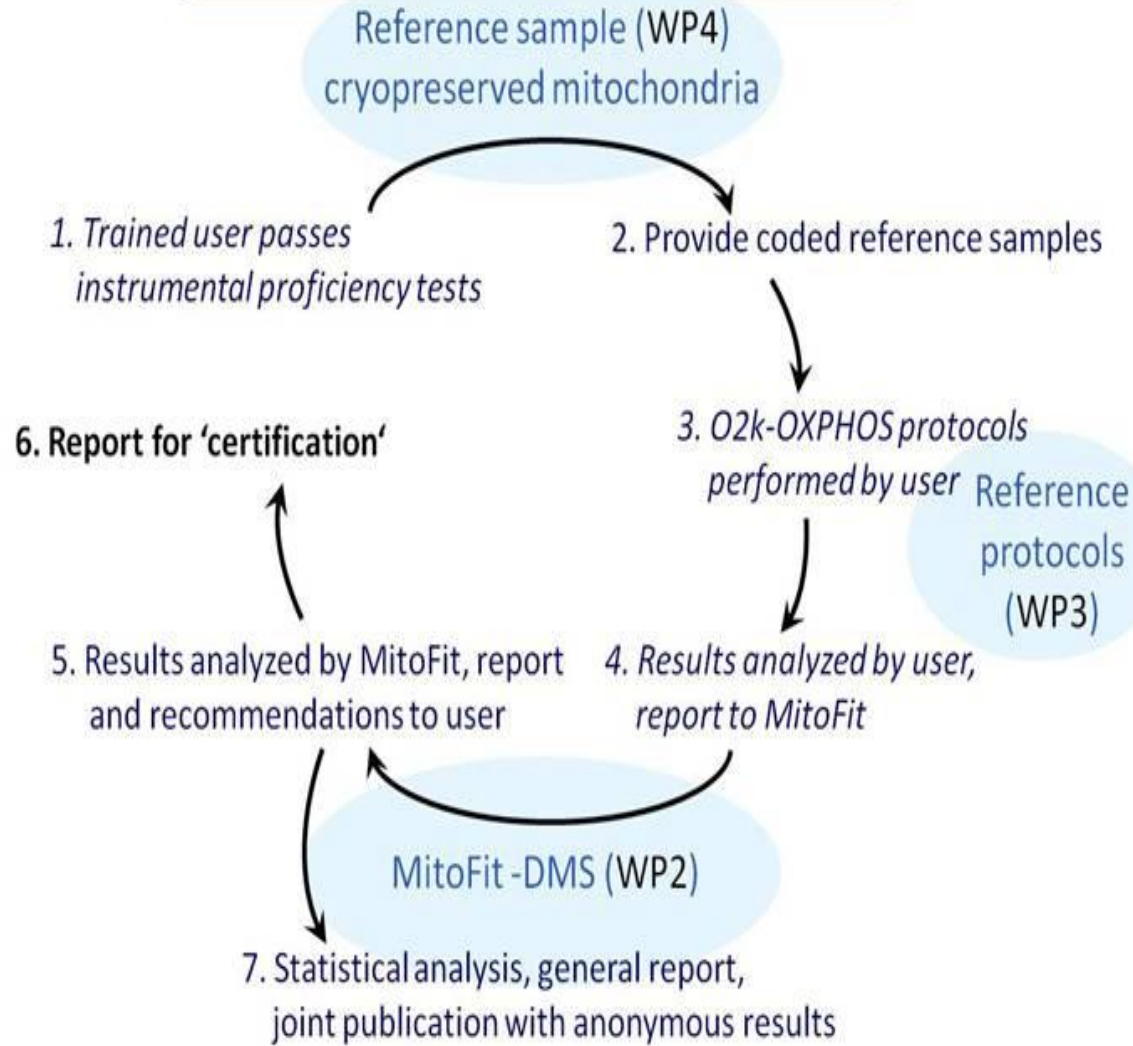 Reference sample (WP4)
cryopreserved mitochondria
1. Trained user passes
instrumental proficiency tests
2. Provide coded reference samples
3. O2k-OXPHOS protocols
performed by user
Reference
protocols
(WP3)
6. Report for ‘certification‘
5. Results analyzed by MitoFit, report
and recommendations to user
4. Results analyzed by user,
report to MitoFit
MitoFit -DMS (WP2)
7. Statistical analysis, general report,
joint publication with anonymous results